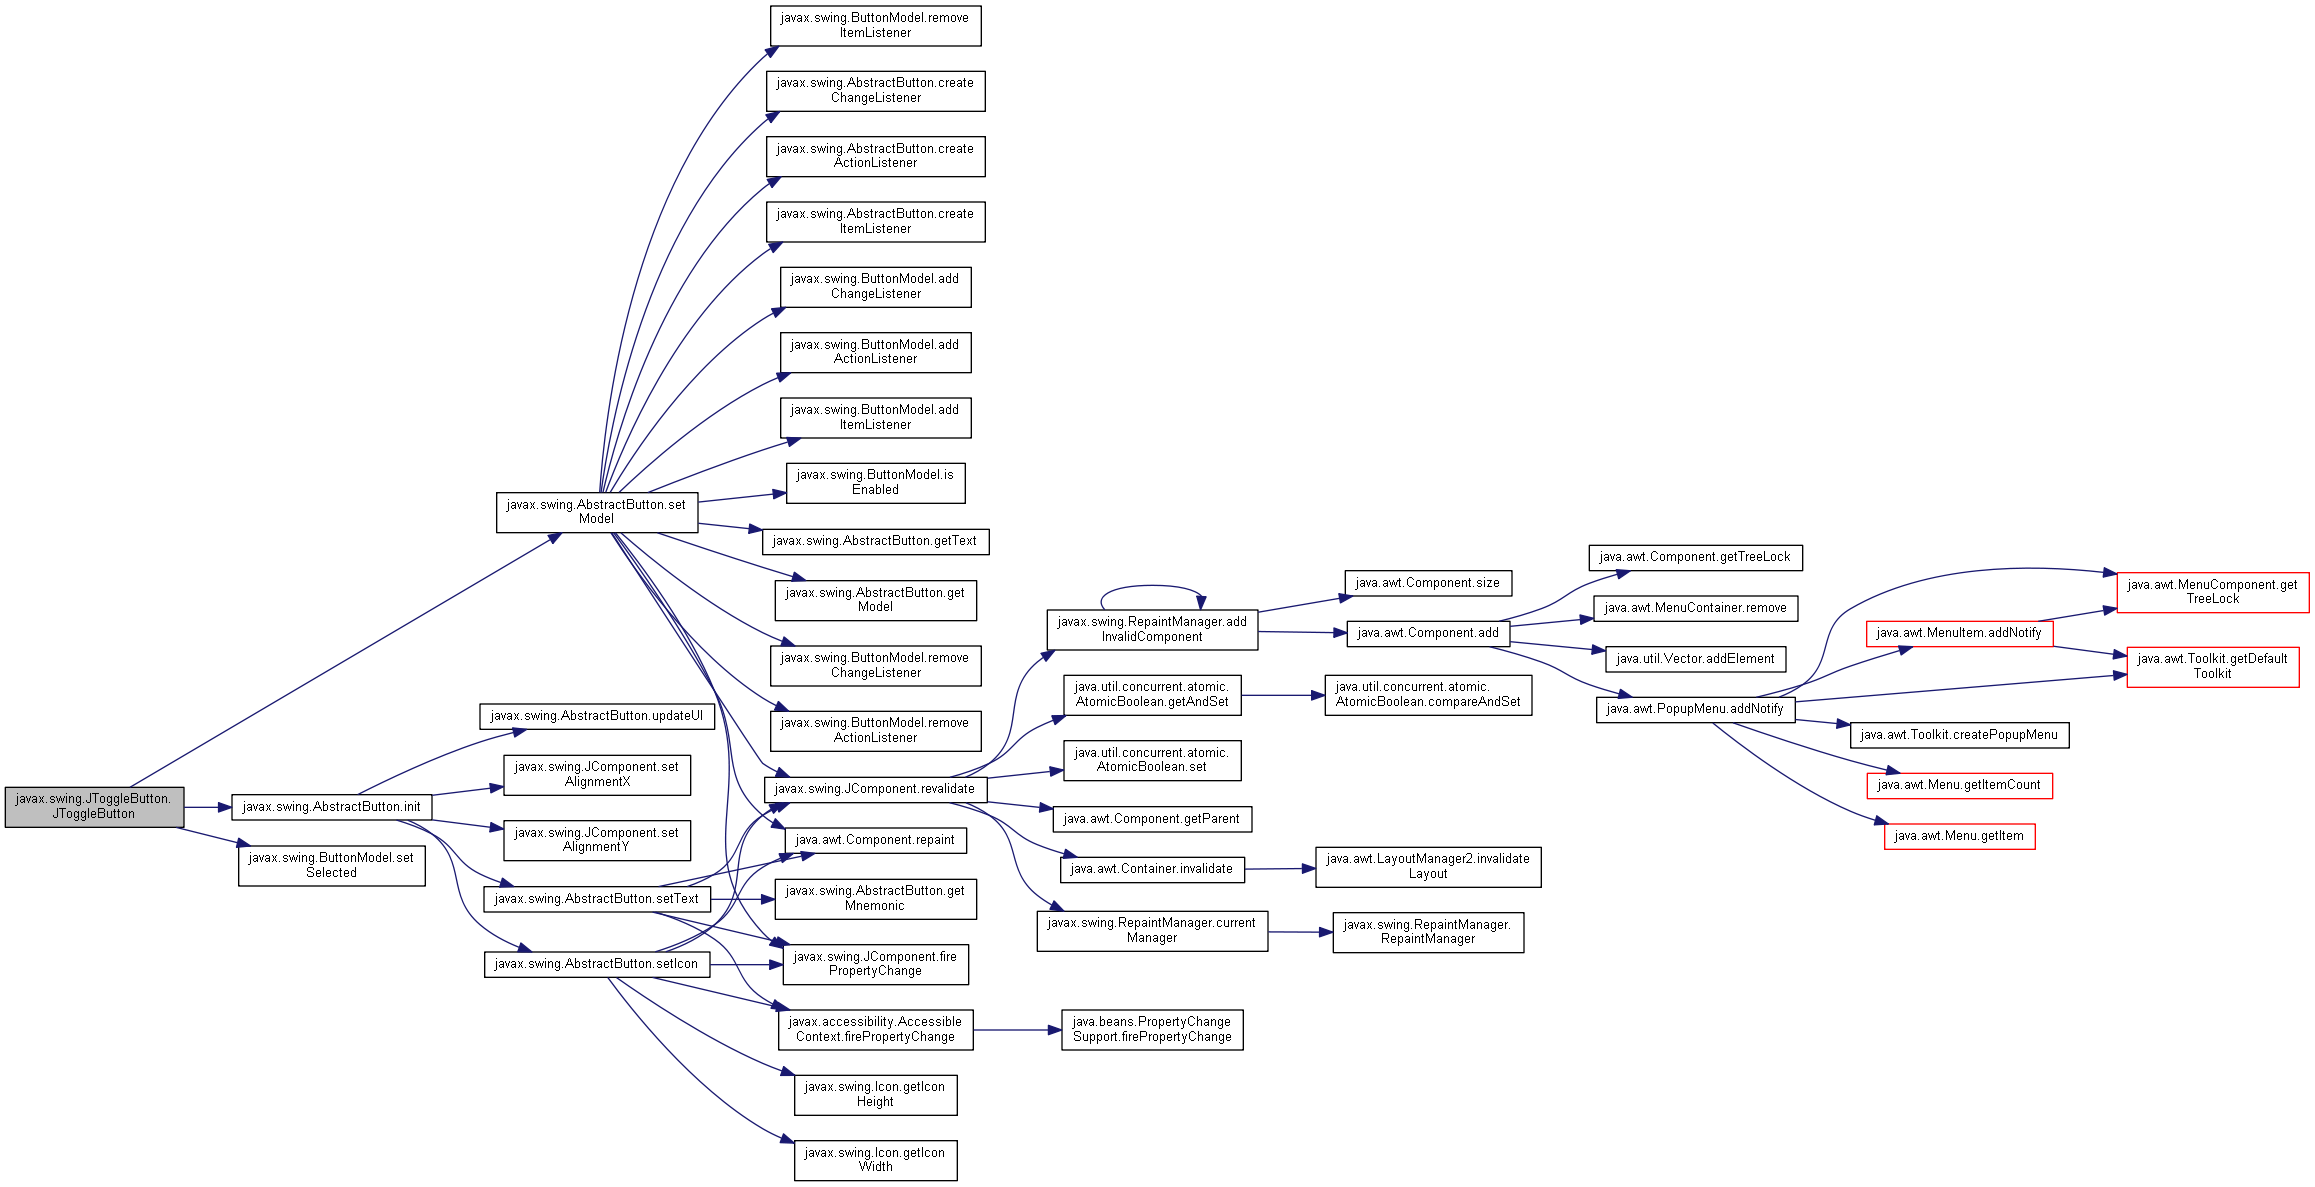 javax.swing.JToggleButton.
JToggleButton
javax.swing.AbstractButton.init
javax.swing.ButtonModel.set
Selected
javax.swing.AbstractButton.set
Model
javax.swing.AbstractButton.updateUI
javax.swing.JComponent.set
AlignmentX
javax.swing.JComponent.set
AlignmentY
javax.swing.AbstractButton.setText
javax.swing.AbstractButton.setIcon
javax.swing.ButtonModel.remove
ItemListener
javax.swing.AbstractButton.create
ChangeListener
javax.swing.AbstractButton.create
ActionListener
javax.swing.AbstractButton.create
ItemListener
javax.swing.ButtonModel.add
ChangeListener
javax.swing.ButtonModel.add
ActionListener
javax.swing.ButtonModel.add
ItemListener
javax.swing.ButtonModel.is
Enabled
javax.swing.AbstractButton.getText
javax.swing.AbstractButton.get
Model
javax.swing.ButtonModel.remove
ChangeListener
javax.swing.ButtonModel.remove
ActionListener
javax.swing.JComponent.revalidate
java.awt.Component.repaint
javax.swing.AbstractButton.get
Mnemonic
javax.swing.JComponent.fire
PropertyChange
javax.accessibility.Accessible
Context.firePropertyChange
javax.swing.Icon.getIcon
Height
javax.swing.Icon.getIcon
Width
javax.swing.RepaintManager.add
InvalidComponent
java.util.concurrent.atomic.
AtomicBoolean.getAndSet
java.util.concurrent.atomic.
AtomicBoolean.set
java.awt.Component.getParent
java.awt.Container.invalidate
javax.swing.RepaintManager.current
Manager
java.beans.PropertyChange
Support.firePropertyChange
java.awt.Component.size
java.awt.Component.add
java.util.concurrent.atomic.
AtomicBoolean.compareAndSet
java.awt.LayoutManager2.invalidate
Layout
javax.swing.RepaintManager.
RepaintManager
java.awt.Component.getTreeLock
java.awt.MenuContainer.remove
java.util.Vector.addElement
java.awt.PopupMenu.addNotify
java.awt.MenuItem.addNotify
java.awt.Toolkit.createPopupMenu
java.awt.Menu.getItemCount
java.awt.Menu.getItem
java.awt.MenuComponent.get
TreeLock
java.awt.Toolkit.getDefault
Toolkit